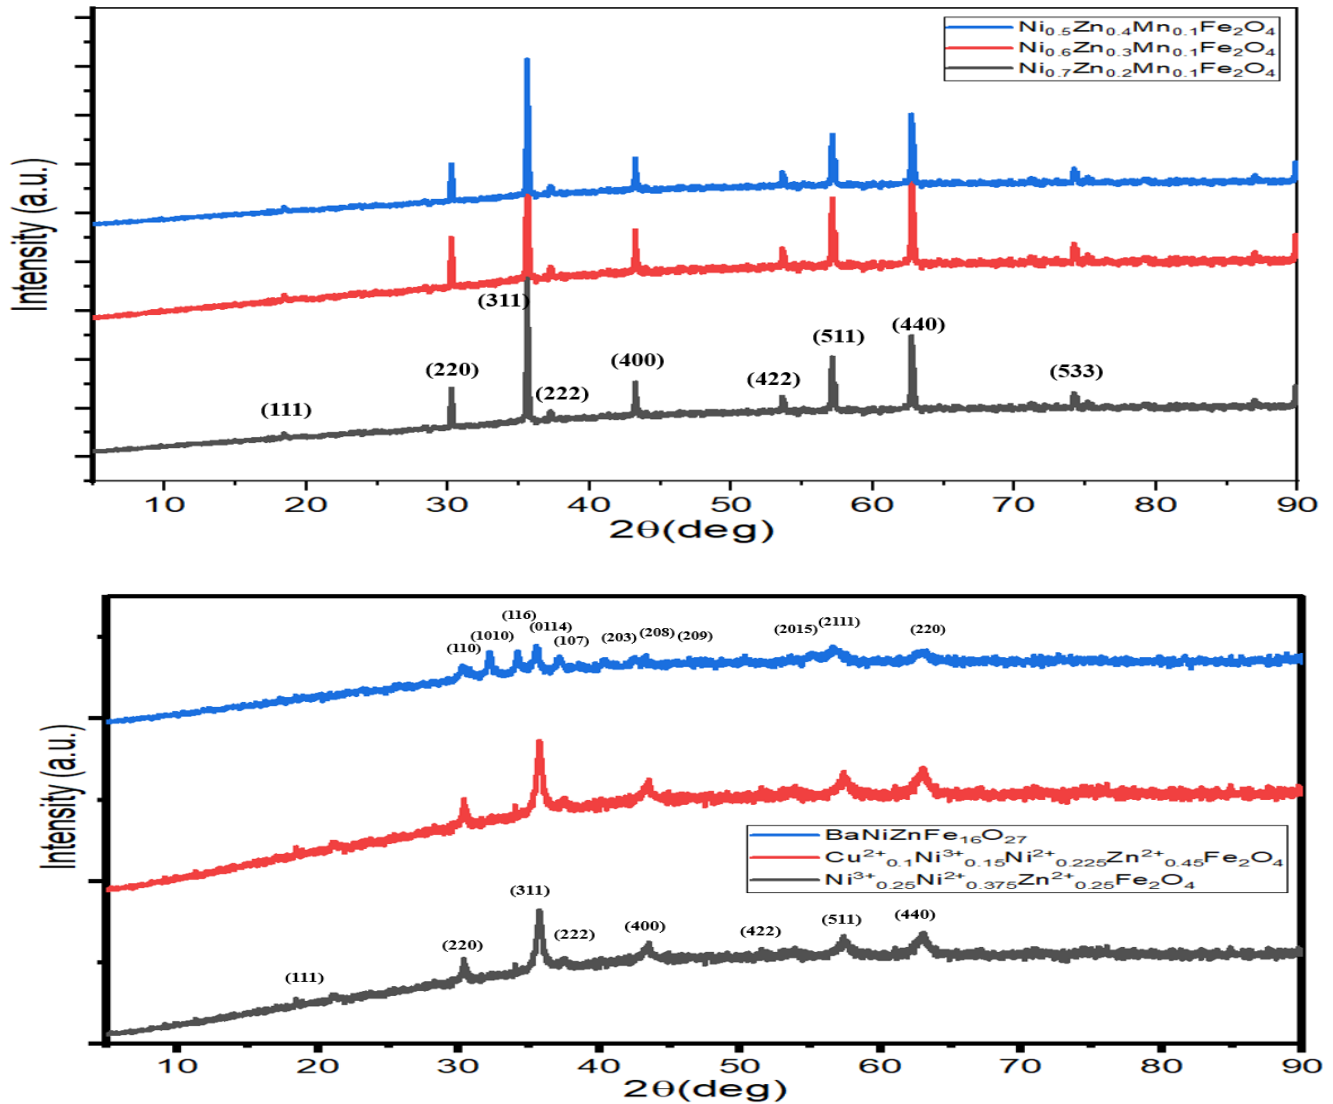 Ni₀.₅Zn₀.₄Mn₀.₁Fe₂O₄
Ni₀.₆Zn₀.₃Mn₀.₁Fe₂O₄
Ni₀.₇Zn₀.₂Mn₀.₁Fe₂O₄
Intensity (a.u.)
(111)
(220)
(311)
(222)
(400)
(422)
(511)
(440)
(533)
10 20 30 40 50 60 70 80 90
2θ(deg)
(110)
(1010)
(116)
(0114)
(107)
(203)
(208)
(209)
(2015)
(2111)
(220)
Intensity (a.u.)
BaNiZnFe₁₆O₂₇
Cu²⁺₀.₁Ni³⁺₀.₁₅Ni²⁺₀.₂₂₅Zn²⁺₀.₄₅Fe₂O₄
Ni³⁺₀.₂₅Ni²⁺₀.₃₇₅Zn²⁺₀.₂₅Fe₂O₄
(111)
(220)
(311)
(222)
(400)
(422)
(511)
(440)
10 20 30 40 50 60 70 80 90
2θ(deg)